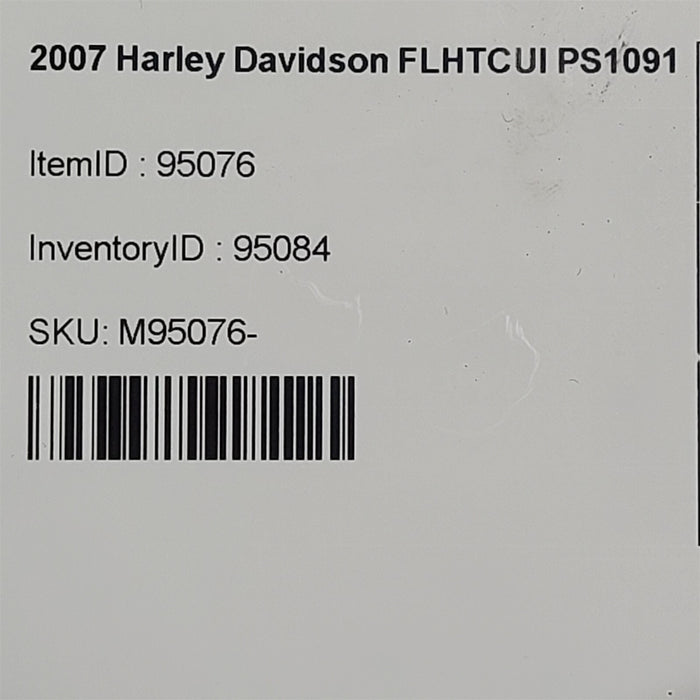 2007 Harley Davidson FLHTCUI PS1091
ItemID : 95076
InventoryID : 95084
SKU: M95076-